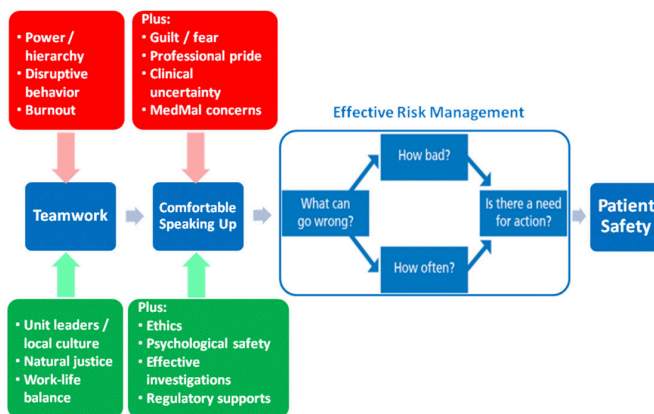 • Power /
hierarchy
• Disruptive
behavior
• Burnout
Plus:
• Guilt / fear
• Professional pride
• Clinical
uncertainty
• MedMal concerns
Effective Risk Management
Teamwork
Comfortable
Speaking Up
What can
go wrong?
How bad?
How often?
Is there a need
for action?
Patient
Safety
• Unit leaders /
local culture
• Natural justice
• Work-life
balance
Plus:
• Ethics
• Psychological safety
• Effective
investigations
• Regulatory supports